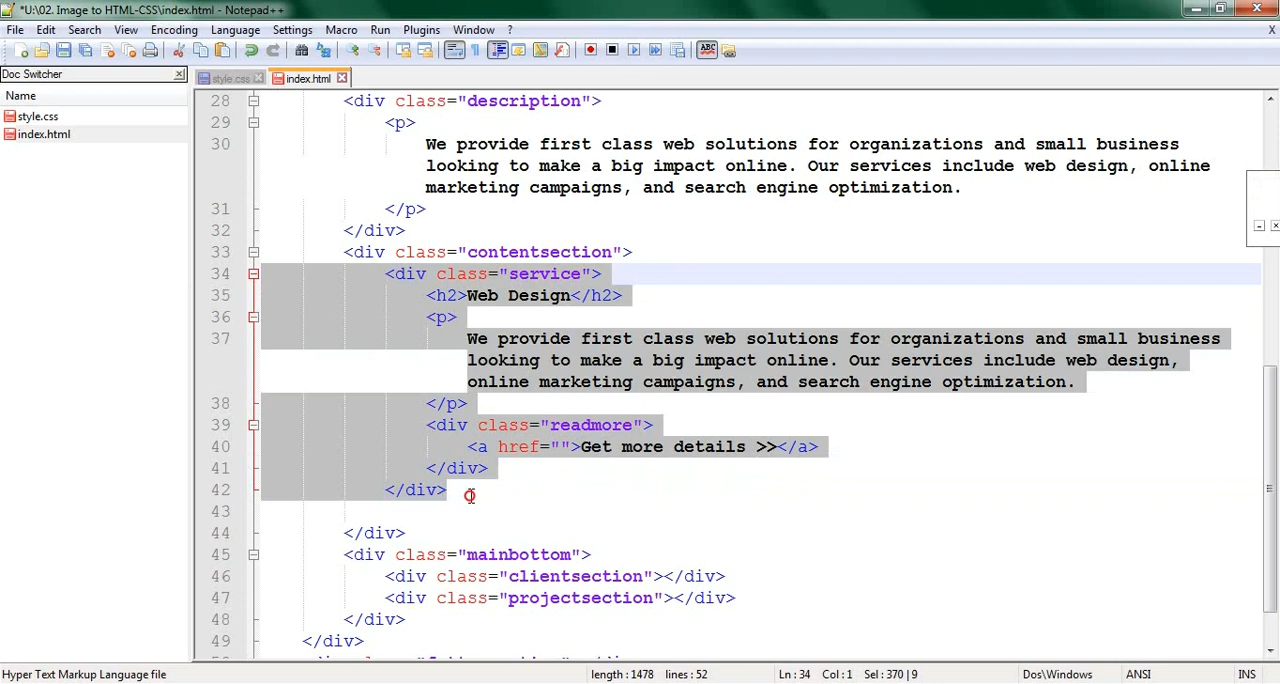 *U:\02. Image to HTML-CSS\index.html - Notepad++
File Edit Search View Encoding Language Settings Macro Run Plugins Window ? X
Doc Switcher
style.css index.html
Name
style.css
index.html
28 <div class="description">
29 <p>
30 We provide first class web solutions for organizations and small business
looking to make a big impact online. Our services include web design, online
marketing campaigns, and search engine optimization.
31 </p>
32 </div>
33 <div class="contentsection">
34 <div class="service">
35 <h2>Web Design</h2>
36 <p>
37 We provide first class web solutions for organizations and small business
looking to make a big impact online. Our services include web design,
online marketing campaigns, and search engine optimization.
38 </p>
39 <div class="readmore">
40 <a href="">Get more details >></a>
41 </div>
42 </div>
43
44 </div>
45 <div class="mainbottom">
46 <div class="clientsection"></div>
47 <div class="projectsection"></div>
48 </div>
49 </div>
Hyper Text Markup Language file length : 1478 lines : 52 Ln : 34 Col : 1 Sel : 370 | 9 Dos\Windows ANSI INS